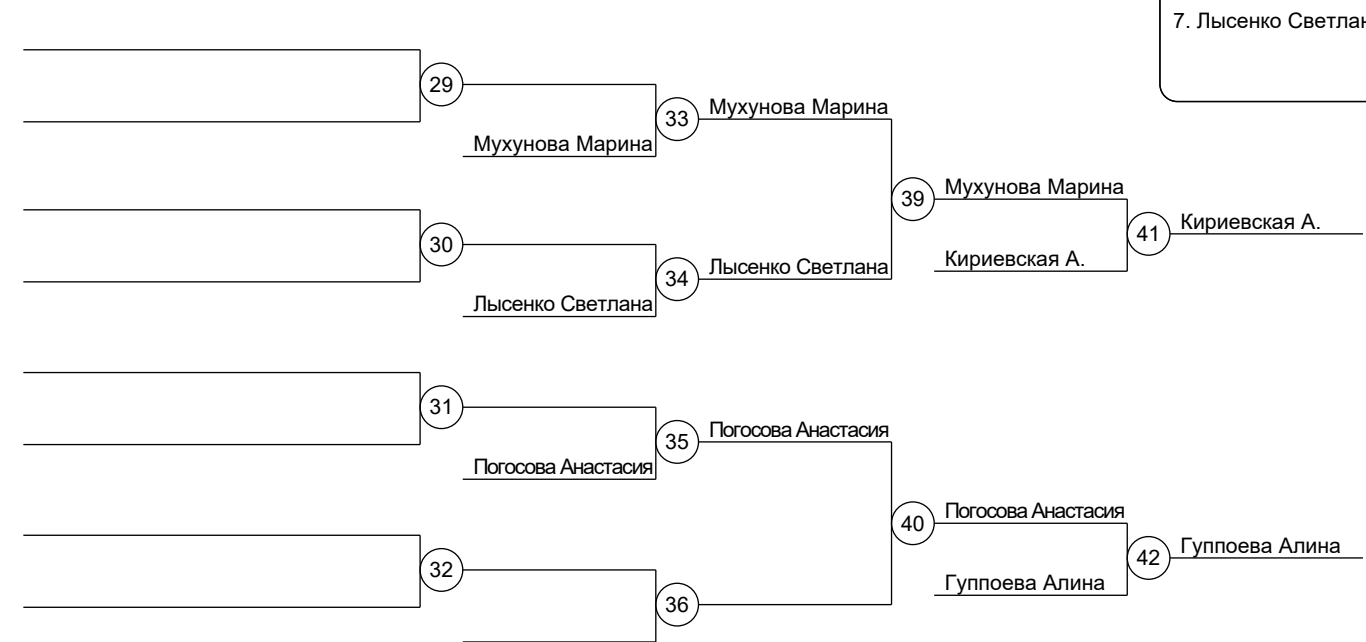 7. Лысенко Светлан
29
33
Мухунова Марина
Мухунова Марина
39
Мухунова Марина
30
41
Кириевская А.
Кириевская А.
34
Лысенко Светлана
Лысенко Светлана
31
35
Погосова Анастасия
Погосова Анастасия
40
Погосова Анастасия
32
42
Гуппоева Алина
Гуппоева Алина
36